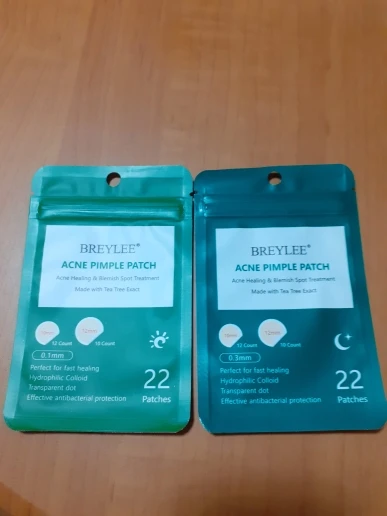 BREYLEE®
ACNE PIMPLE PATCH
Acne Healing & Blemish Spot Treatment
Made with Tea Tree Exact
12 Count
12mm
10 Count
0.1mm
Perfect for fast healing
Hydrophilic Colloid
Transparent dot
Effective antibacterial protection
22
Patches
BREYLEE®
ACNE PIMPLE PATCH
Acne Healing & Blemish Spot Treatment
Made with Tea Tree Exact
12 Count
12mm
10 Count
0.3mm
Perfect for fast healing
Hydrophilic Colloid
Transparent dot
Effective antibacterial protection
22
Patches